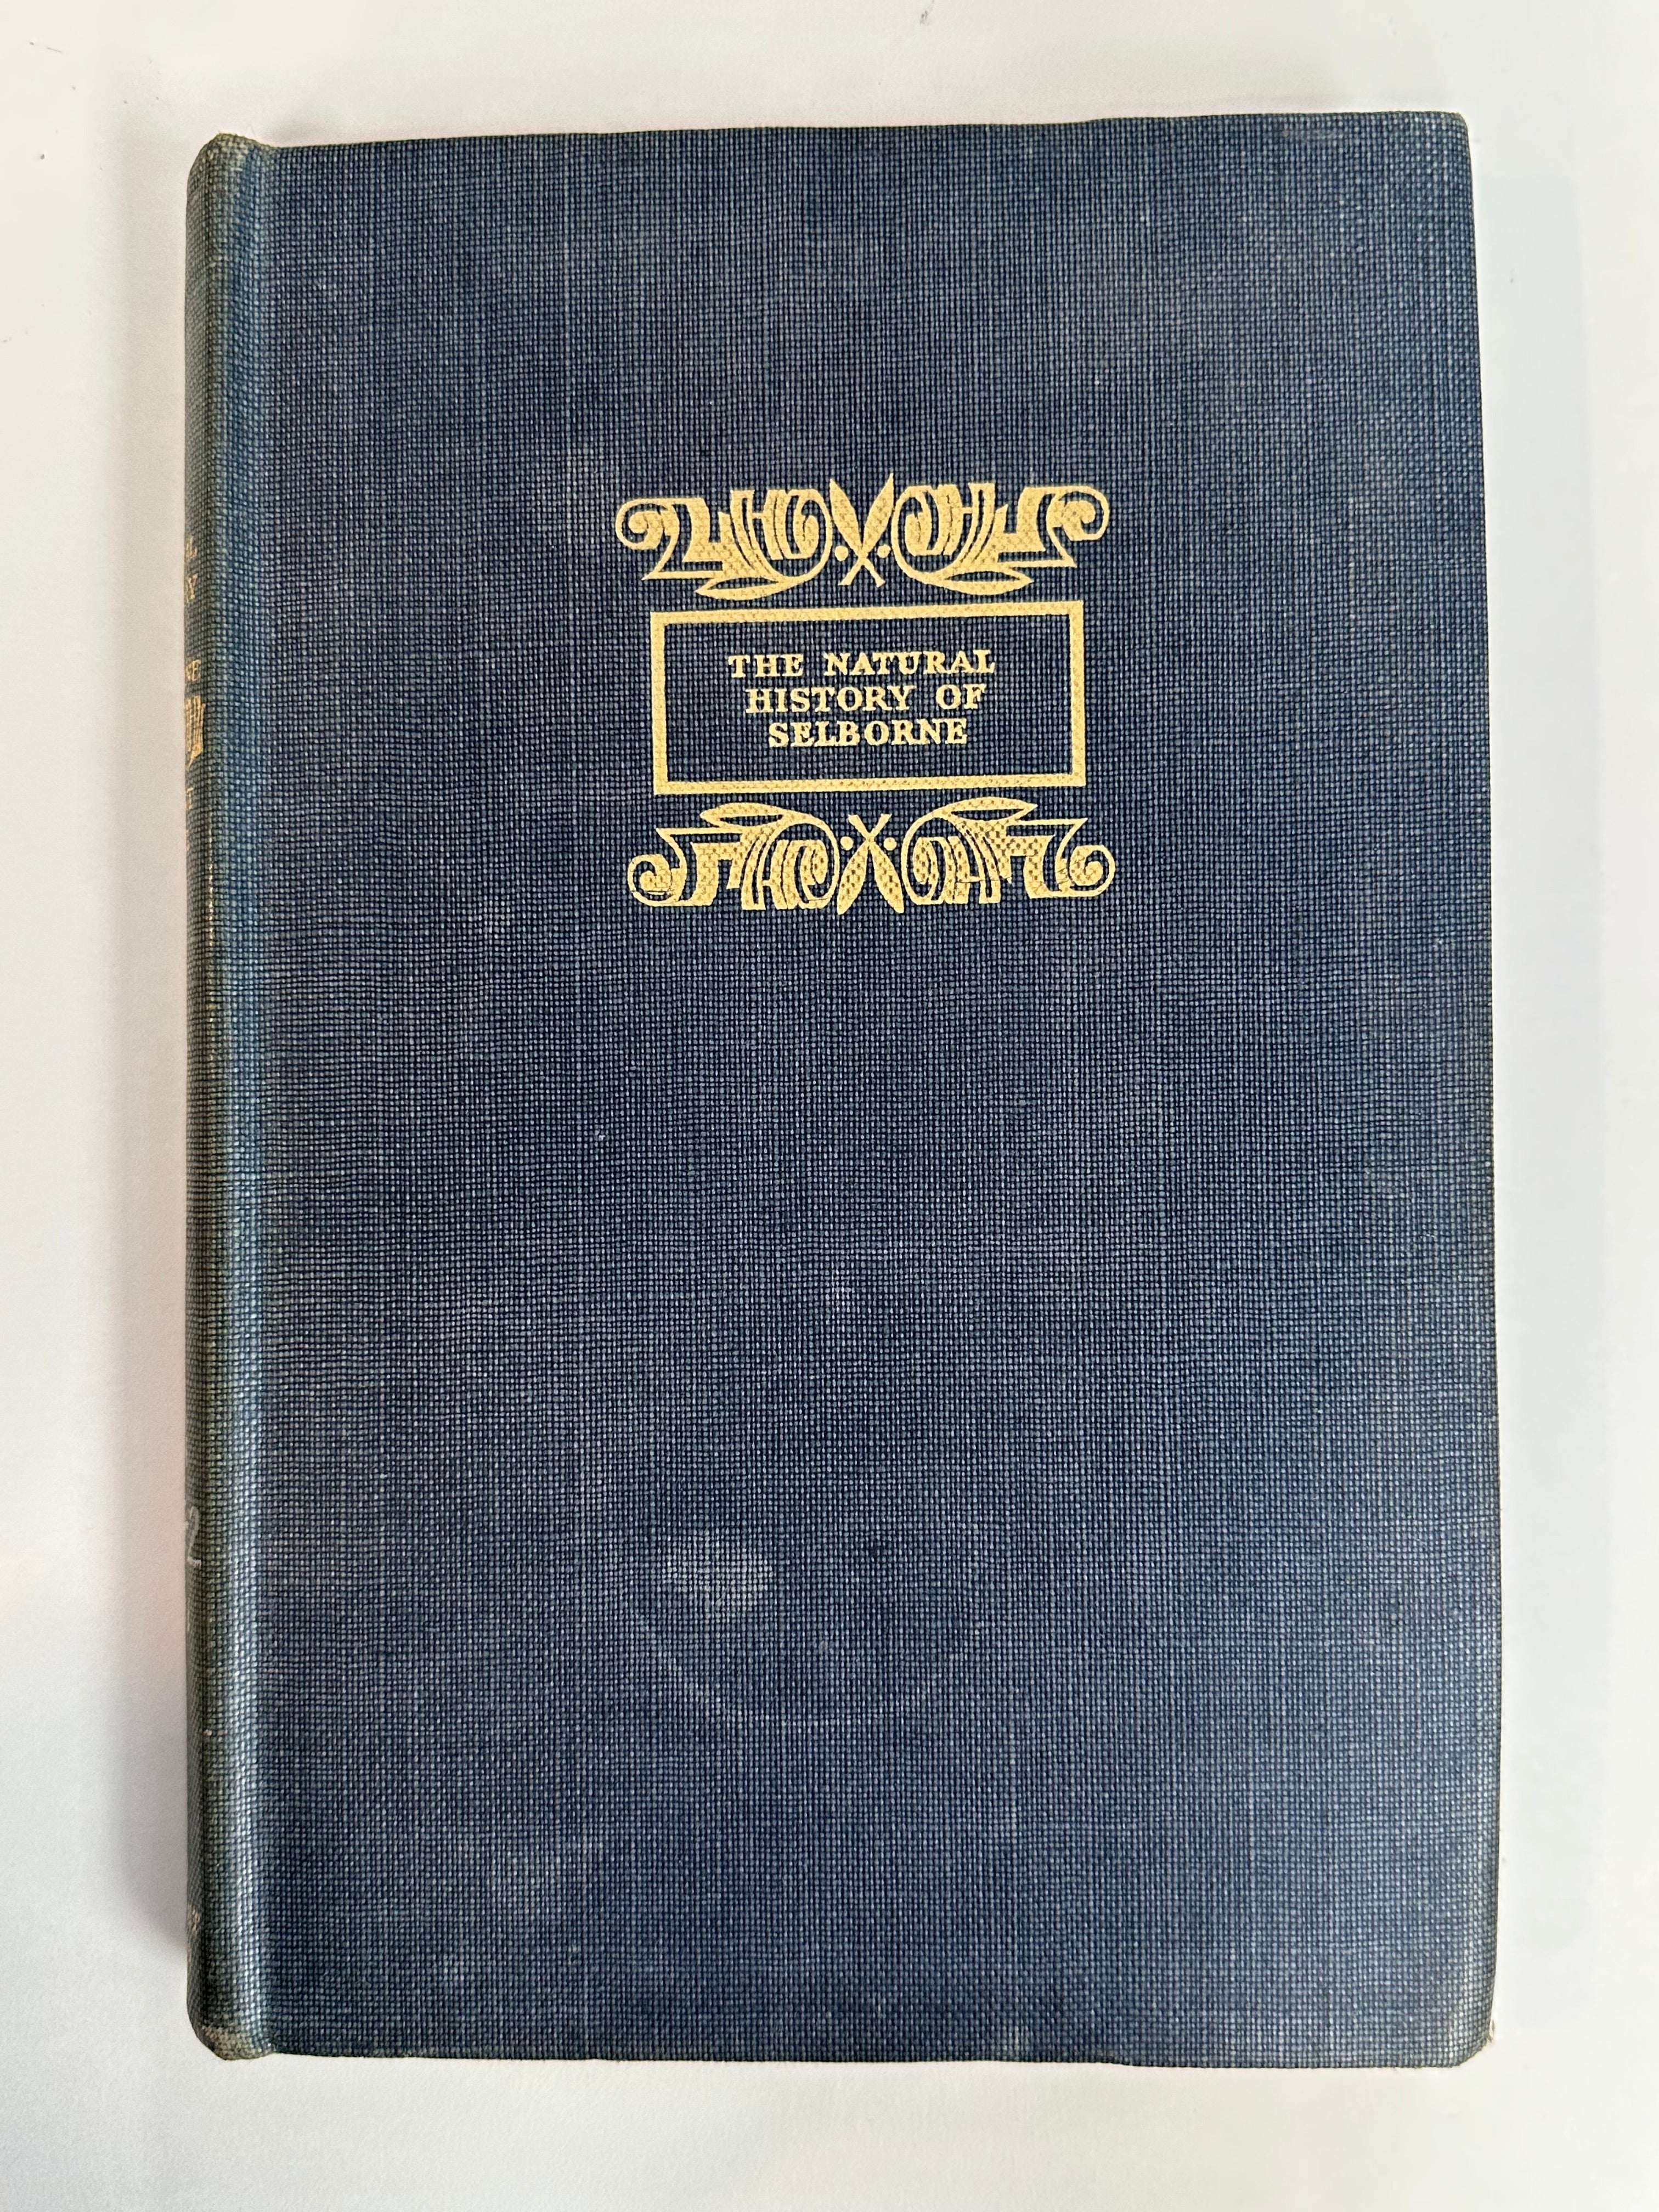 THE NATURAL
HISTORY OF
SELBORNE